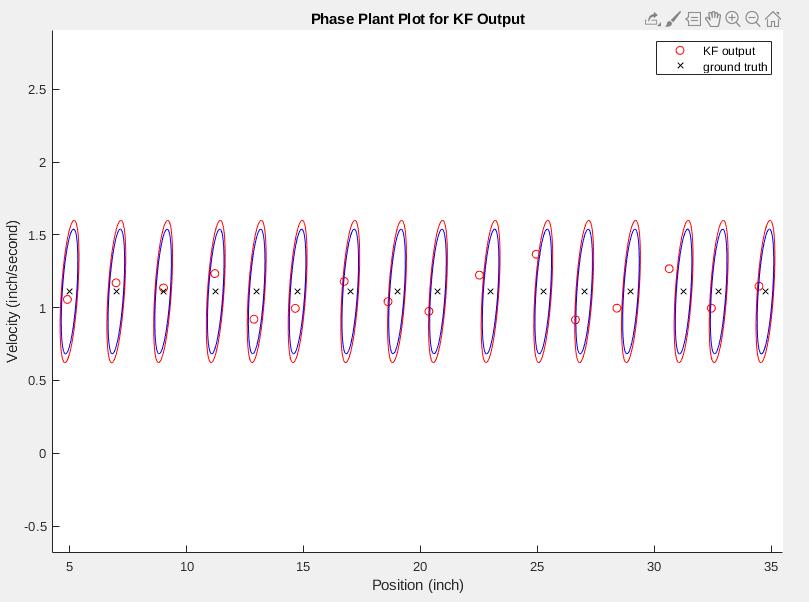 Phase Plant Plot for KF Output
KF output
ground truth
2.5
2
1.5
1
0.5
0
-0.5
Velocity (inch/second)
5 10 15 20 25 30 35
Position (inch)